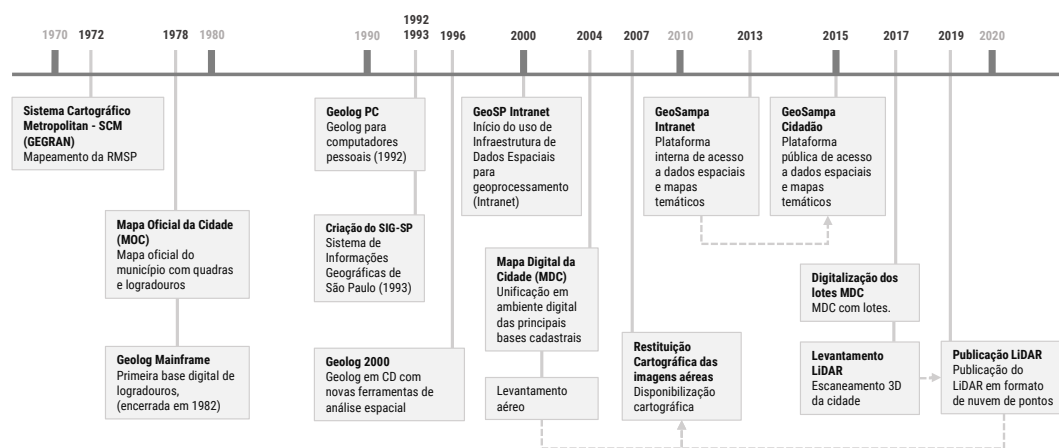 1992
1970 1972 1978 1980 1990 1993 1996 2000 2004 2007 2010 2013 2015 2017 2019 2020
Sistema Cartográfico
Metropolitan - SCM
(GEGRAN)
Mapeamento da RMSP
Mapa Oficial da Cidade
(MOC)
Mapa oficial do
município com quadras
e logradouros
Geolog Mainframe
Primeira base digital de
logradouros,
(encerrada em 1982)
Geolog PC
Geolog para
computadores
pessoais (1992)
Criação do SIG-SP
Sistema de
Informações
Geográficas de
São Paulo (1993)
Geolog 2000
Geolog em CD com
novas ferramentas de
análise espacial
GeoSP Intranet
Início do uso de
Infraestrutura de
Dados Espaciais
para
geoprocessamento
(Intranet)
Mapa Digital da
Cidade (MDC)
Unificação em
ambiente digital
das principais
bases cadastrais
Levantamento
aéreo
Restituição
Cartográfica das
imagens aéreas
Disponibilização
cartográfica
GeoSampa
Intranet
Plataforma
interna de acesso
a dados espaciais
e mapas
temáticos
GeoSampa
Cidadão
Plataforma
pública de acesso
a dados espaciais
e mapas
temáticos
Digitalização dos
lotes MDC
MDC com lotes.
Levantamento
LiDAR
Escaneamento 3D
da cidade
Publicação LiDAR
Publicação do
LiDAR em formato
de nuvem de pontos